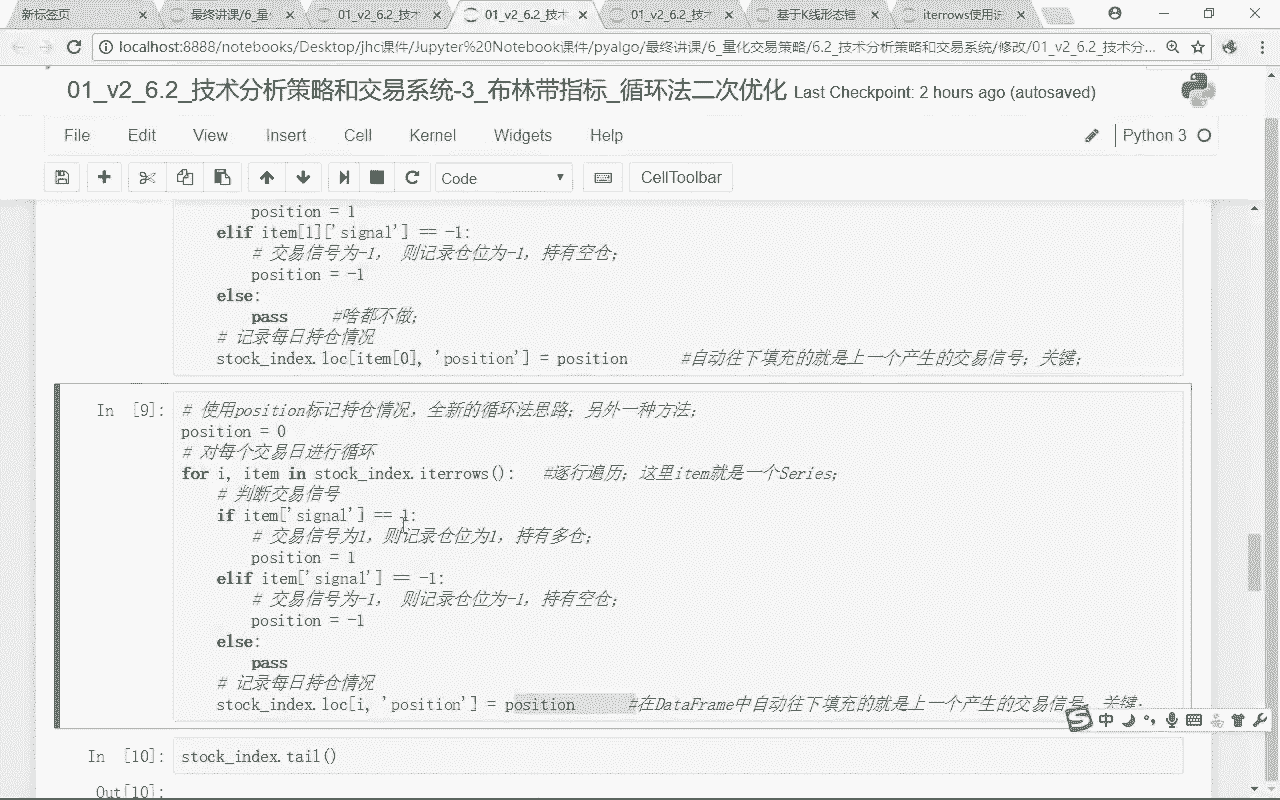 新标签页
最终讲课/6_量
01_v2_6.2_技术
01_v2_6.2_技术
01_v2_6.2_技术
基于K线形态锤
iterrows使用法
localhost:8888/notebooks/Desktop/jhc课件/Jupyter%20Notebook课件/pyalgo/最终讲课/6_量化交易策略/6.2_技术分析策略和交易系统/修改/01_v2_6.2_技术分...
01_v2_6.2_技术分析策略和交易系统-3_布林带指标_循环法二次优化 Last Checkpoint: 2 hours ago (autosaved)
File Edit View Insert Cell Kernel Widgets Help
Python 3
Code
CellToolbar
position = 1
elif item[1]['signal'] == -1:
# 交易信号为-1， 则记录仓位为-1，持有空仓；
position = -1
else:
pass #啥都不做；
# 记录每日持仓情况
stock_index.loc[item[0], 'position'] = position #自动往下填充的就是上一个产生的交易信号；关键；
In [9]:
# 使用position标记持仓情况，全新的循环法思路；另外一种方法；
position = 0
# 对每个交易日进行循环
for i, item in stock_index.iterrows(): #逐行遍历；这里item就是一个Series；
# 判断交易信号
if item['signal'] == 1:
# 交易信号为1，则记录仓位为1，持有多仓；
position = 1
elif item['signal'] == -1:
# 交易信号为-1， 则记录仓位为-1，持有空仓；
position = -1
else:
pass
# 记录每日持仓情况
stock_index.loc[i, 'position'] = position #在DataFrame中自动往下填充的就是上一个产生的交易信号，关键；
中
In [10]: stock_index.tail()
Out[10]: